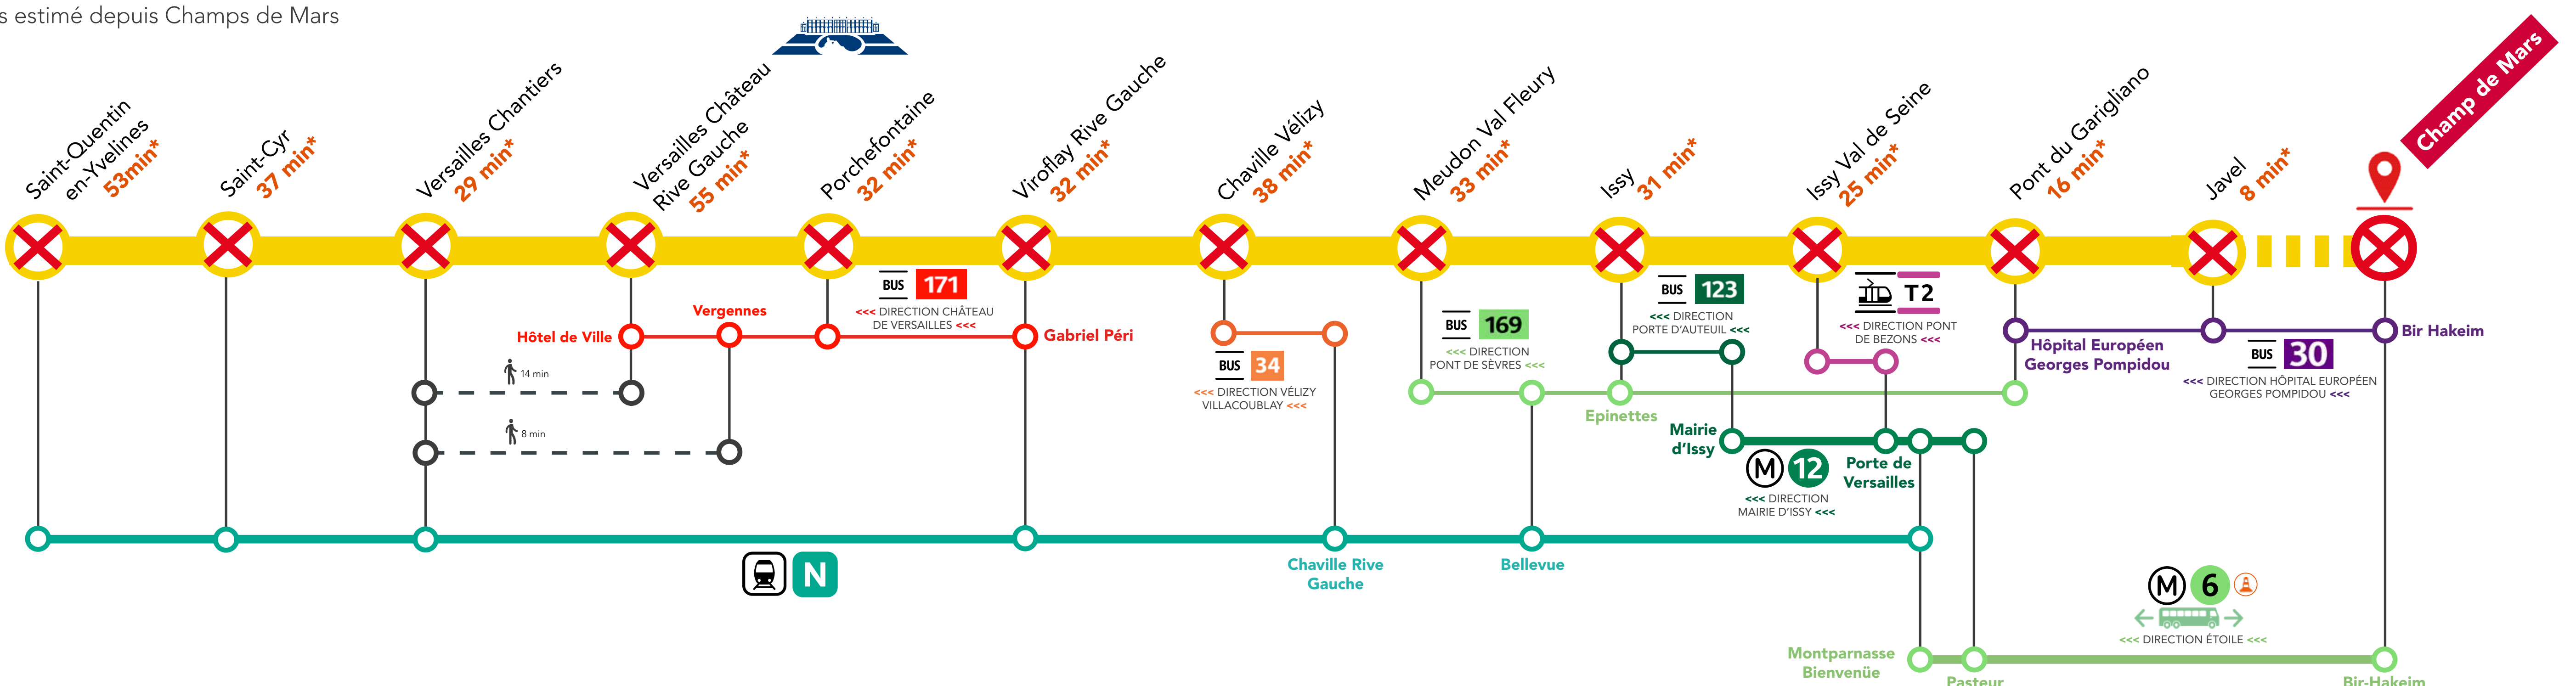 s estimé depuis Champs de Mars
Saint-Quentin
en-Yvelines
53min*
Saint-Cyr
37 min*
Versailles Chantiers
29 min*
Versailles Château
Rive Gauche
55 min*
Porchefontaine
32 min*
Viroflay Rive Gauche
32 min*
Chaville Vélizy
38 min*
Meudon Val Fleury
33 min*
Issy
31 min*
Issy Val de Seine
25 min*
Pont du Garigliano
16 min*
Javel
8 min*
Champ de Mars
BUS 171
<<< DIRECTION CHÂTEAU
DE VERSAILLES <<<
Hôtel de Ville
Vergennes
Gabriel Péri
14 min
8 min
BUS 34
<<< DIRECTION VÉLIZY
VILLACOUBLAY <<<
BUS 169
<<< DIRECTION
PONT DE SÈVRES <<<
Epinettes
BUS 123
<<< DIRECTION
PORTE D'AUTEUIL <<<
T2
<<< DIRECTION PONT
DE BEZONS <<<
Hôpital Européen
Georges Pompidou
Bir Hakeim
BUS 30
<<< DIRECTION HÔPITAL EUROPÉEN
GEORGES POMPIDOU <<<
Mairie
d'Issy
M 12
<<< DIRECTION
MAIRIE D'ISSY <<<
Porte de
Versailles
N
Chaville Rive
Gauche
Bellevue
M 6
<<< DIRECTION ÉTOILE <<<
Montparnasse
Bienvenüe
Pasteur
Bir-Hakeim